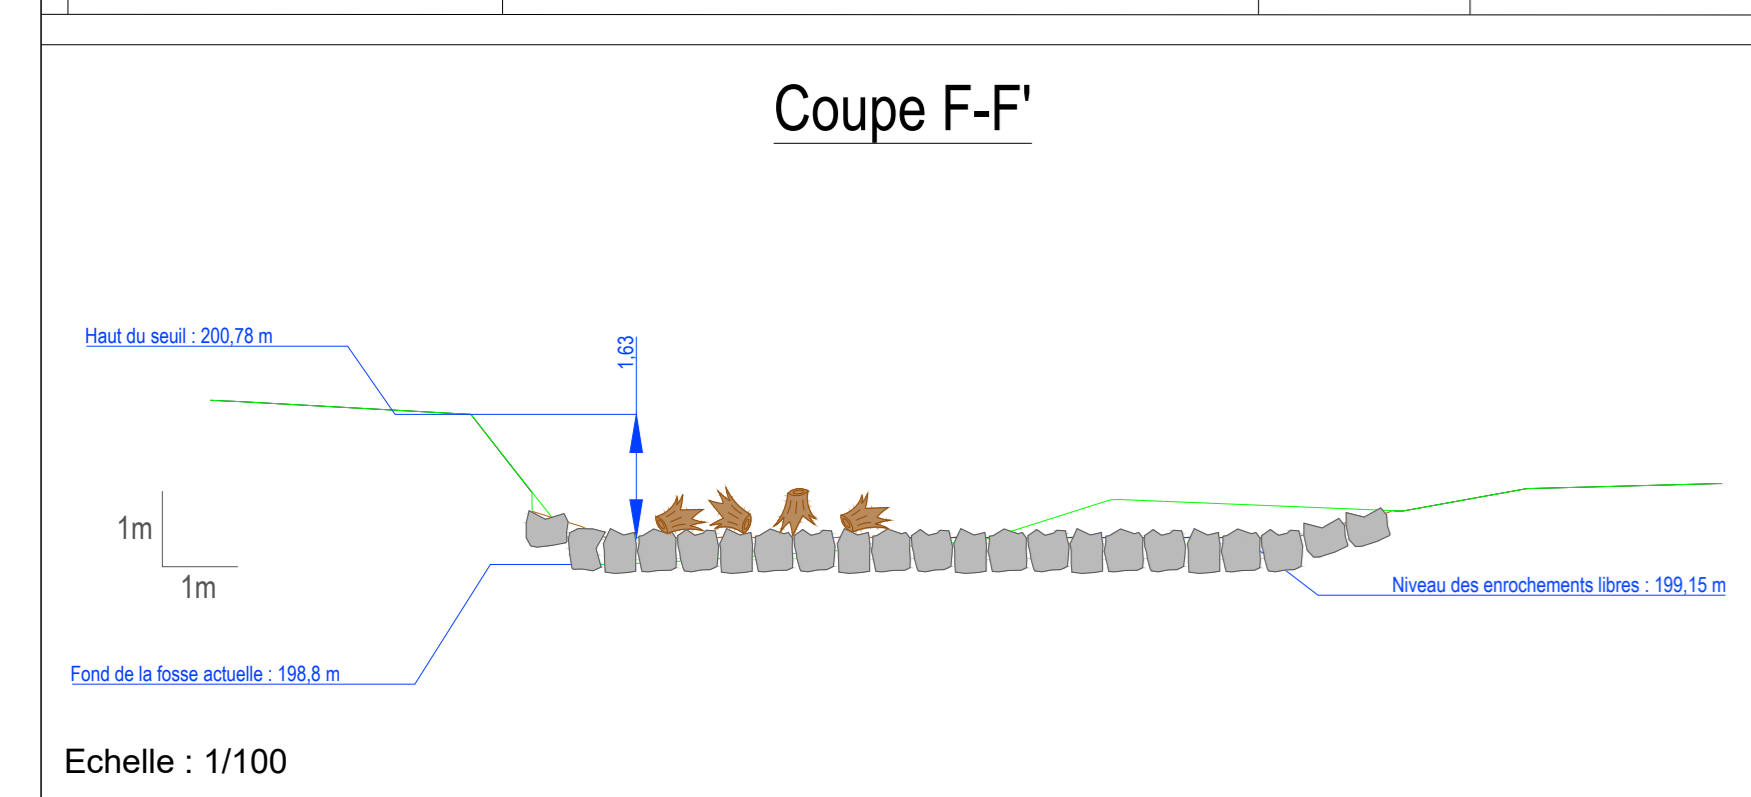 Coupe F-F'
Haut du seuil : 200,78 m
1,63
1m
1m
Niveau des enrochements libres : 199,15 m
Fond de la fosse actuelle : 198,8 m
Echelle : 1/100